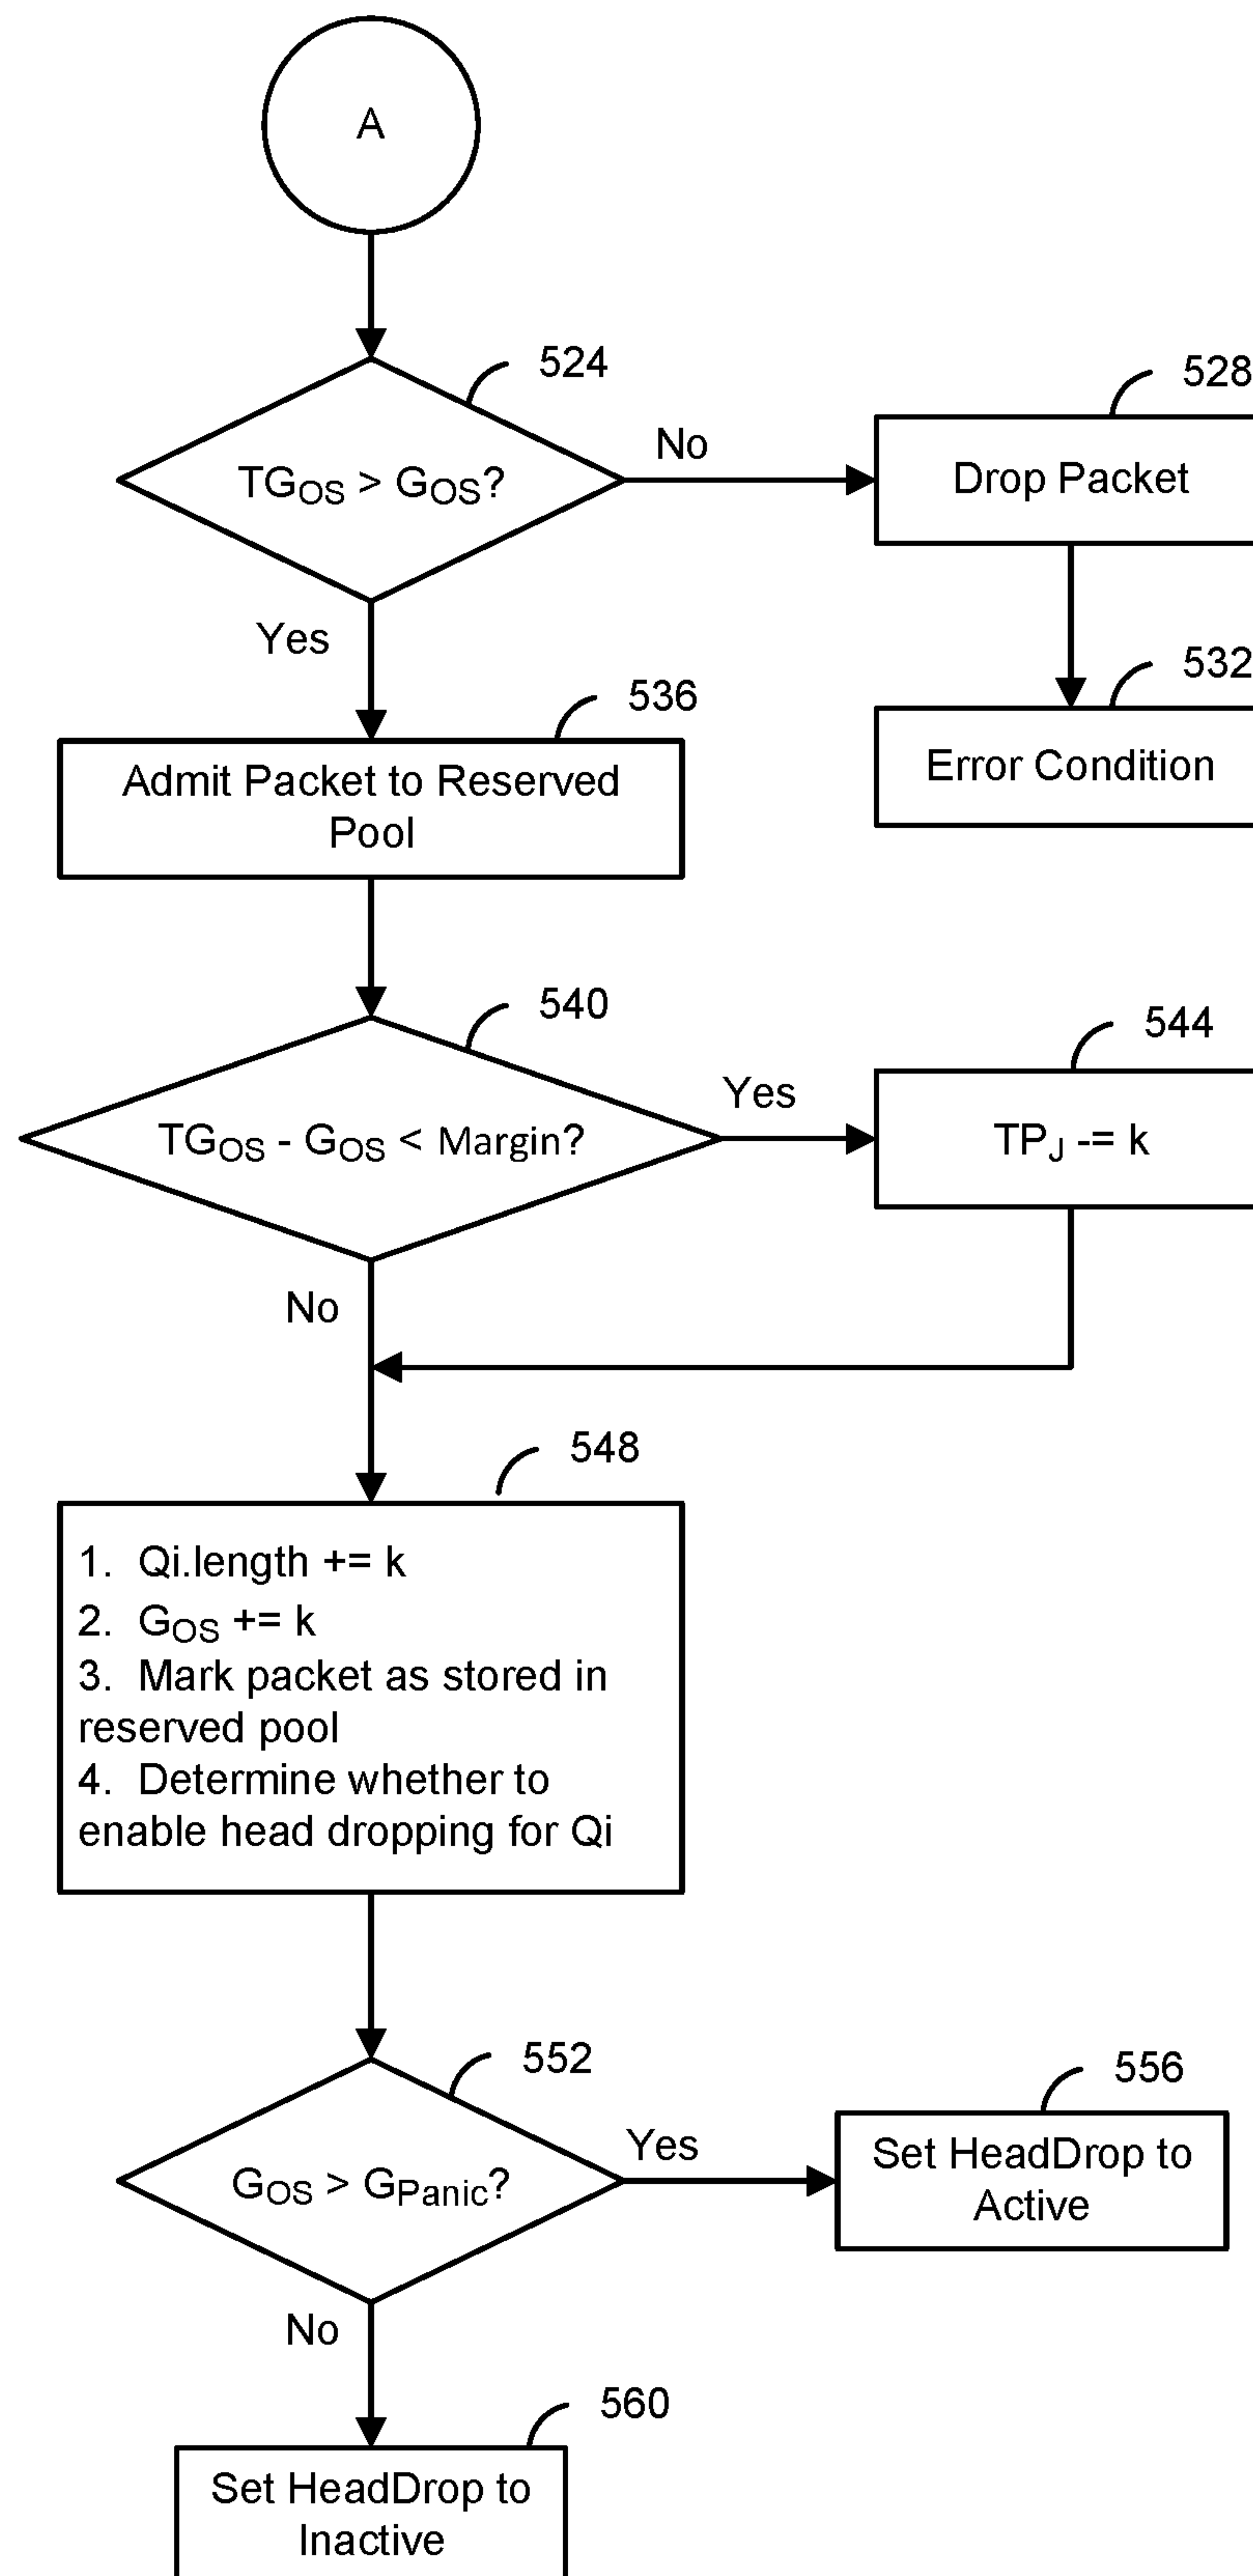 A
524
528
TGOS > GOS?
No
Drop Packet
Yes
532
536
Error Condition
Admit Packet to Reserved
Pool
540
544
TGOS - GOS < Margin?
Yes
TPJ -= k
No
548
1. Qi.length += k
2. GOS += k
3. Mark packet as stored in
reserved pool
4. Determine whether to
enable head dropping for Qi
552
556
GOS > GPanic?
Yes
Set HeadDrop to
Active
No
560
Set HeadDrop to
Inactive